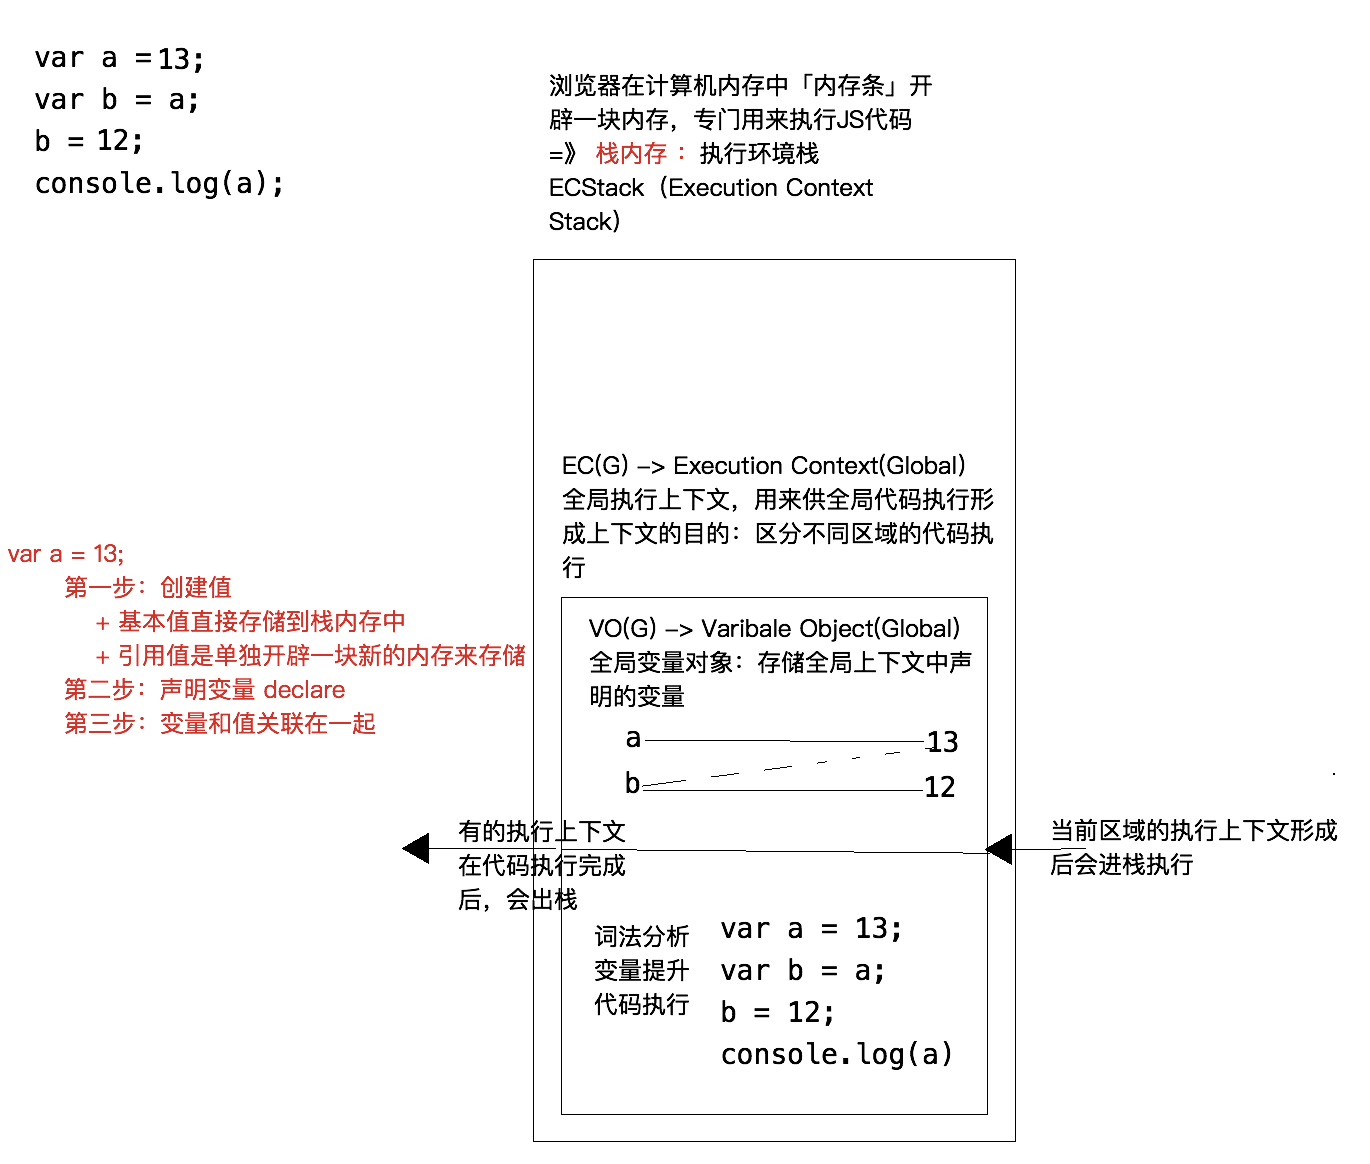 var a = 13;
var b = a;
b = 12;
console.log(a);
浏览器在计算机内存中「内存条」开
辟一块内存，专门用来执行JS代码
=》 栈内存 ：执行环境栈
ECStack（Execution Context
Stack）
EC(G) -> Execution Context(Global)
全局执行上下文，用来供全局代码执行形
成上下文的目的：区分不同区域的代码执
行
var a = 13;
第一步：创建值
+ 基本值直接存储到栈内存中
+ 引用值是单独开辟一块新的内存来存储
第二步：声明变量 declare
第三步：变量和值关联在一起
VO(G) -> Varibale Object(Global)
全局变量对象：存储全局上下文中声
明的变量
a 13
b 12
有的执行上下文
在代码执行完成
后，会出栈
当前区域的执行上下文形成
后会进栈执行
词法分析
变量提升
代码执行
var a = 13;
var b = a;
b = 12;
console.log(a)